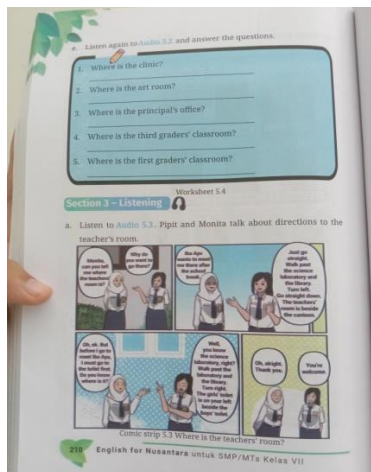 e. Listen again to Audio 5.2 and answer the questions.
1. Where is the clinic?
2. Where is the art room?
3. Where is the principal's office?
4. Where is the third graders' classroom?
5. Where is the first graders' classroom?
Worksheet 5.4
Section 3 – Listening
a. Listen to Audio 5.3. Pipit and Monita talk about directions to the
teacher's room.
Monita,
can you tell
me where
the teachers'
room is?
Why do
you want to
go there?
Ibu Ayu
wants to meet
me there after
the school
break.
Just go
straight.
Walk past
the science
laboratory and
the library.
Turn left.
Go straight down.
The teachers'
room is beside
the canteen.
Oh, ok. But
before I go to
meet Ibu Ayu,
I must go to
the toilet first.
Do you know
where is it?
Well,
you know
the science
laboratory, right?
Walk past the
laboratory and
the library.
Turn right.
The girls' toilet
is on your left
beside the
boys' toilet.
Oh, alright.
Thank you.
You're
welcome.
Comic strip 5.3 Where is the teachers' room?
210 English for Nusantara untuk SMP/MTs Kelas VII